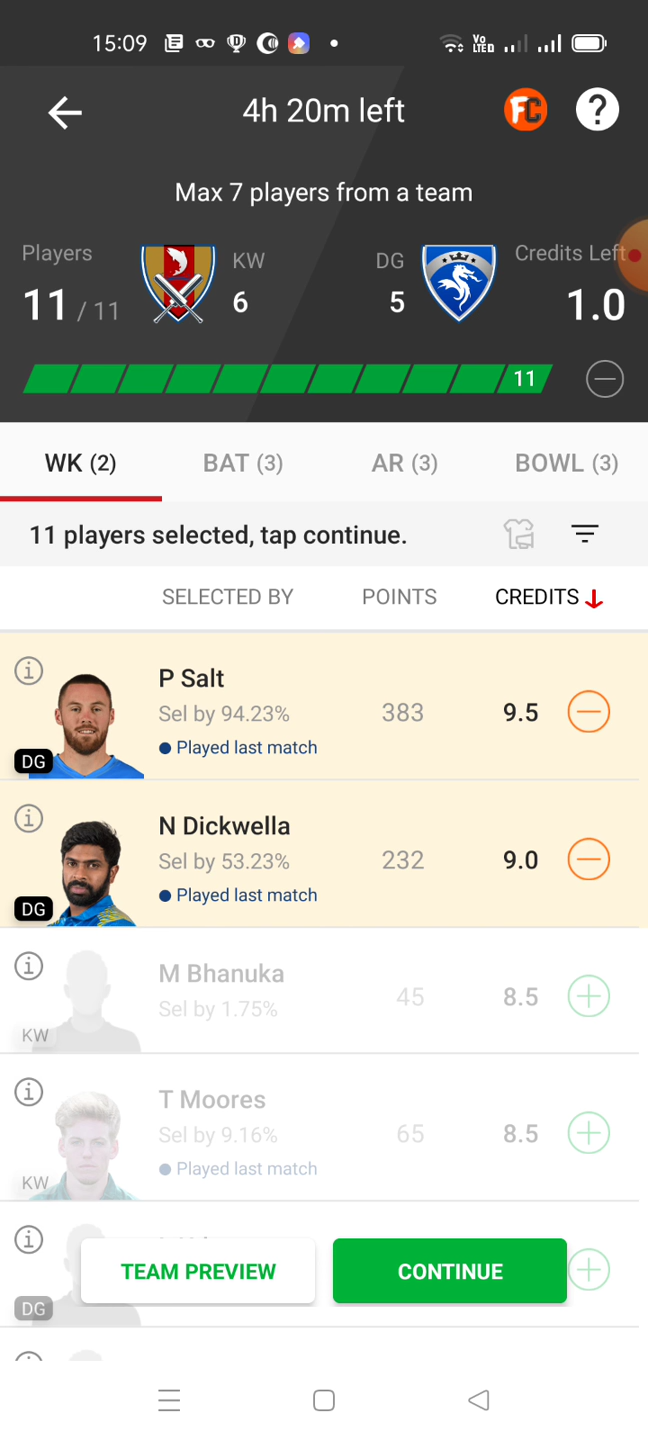 15:09
Vo LTED
4h 20m left
FC
?
Max 7 players from a team
Players
KW
DG
Credits Left
11 / 11
6
5
1.0
11
WK (2)
BAT (3)
AR (3)
BOWL (3)
11 players selected, tap continue.
SELECTED BY
POINTS
CREDITS
P Salt
Sel by 94.23%
383
9.5
Played last match
DG
N Dickwella
Sel by 53.23%
232
9.0
Played last match
DG
M Bhanuka
Sel by 1.75%
45
8.5
KW
T Moores
Sel by 9.16%
65
8.5
Played last match
KW
TEAM PREVIEW
CONTINUE
DG